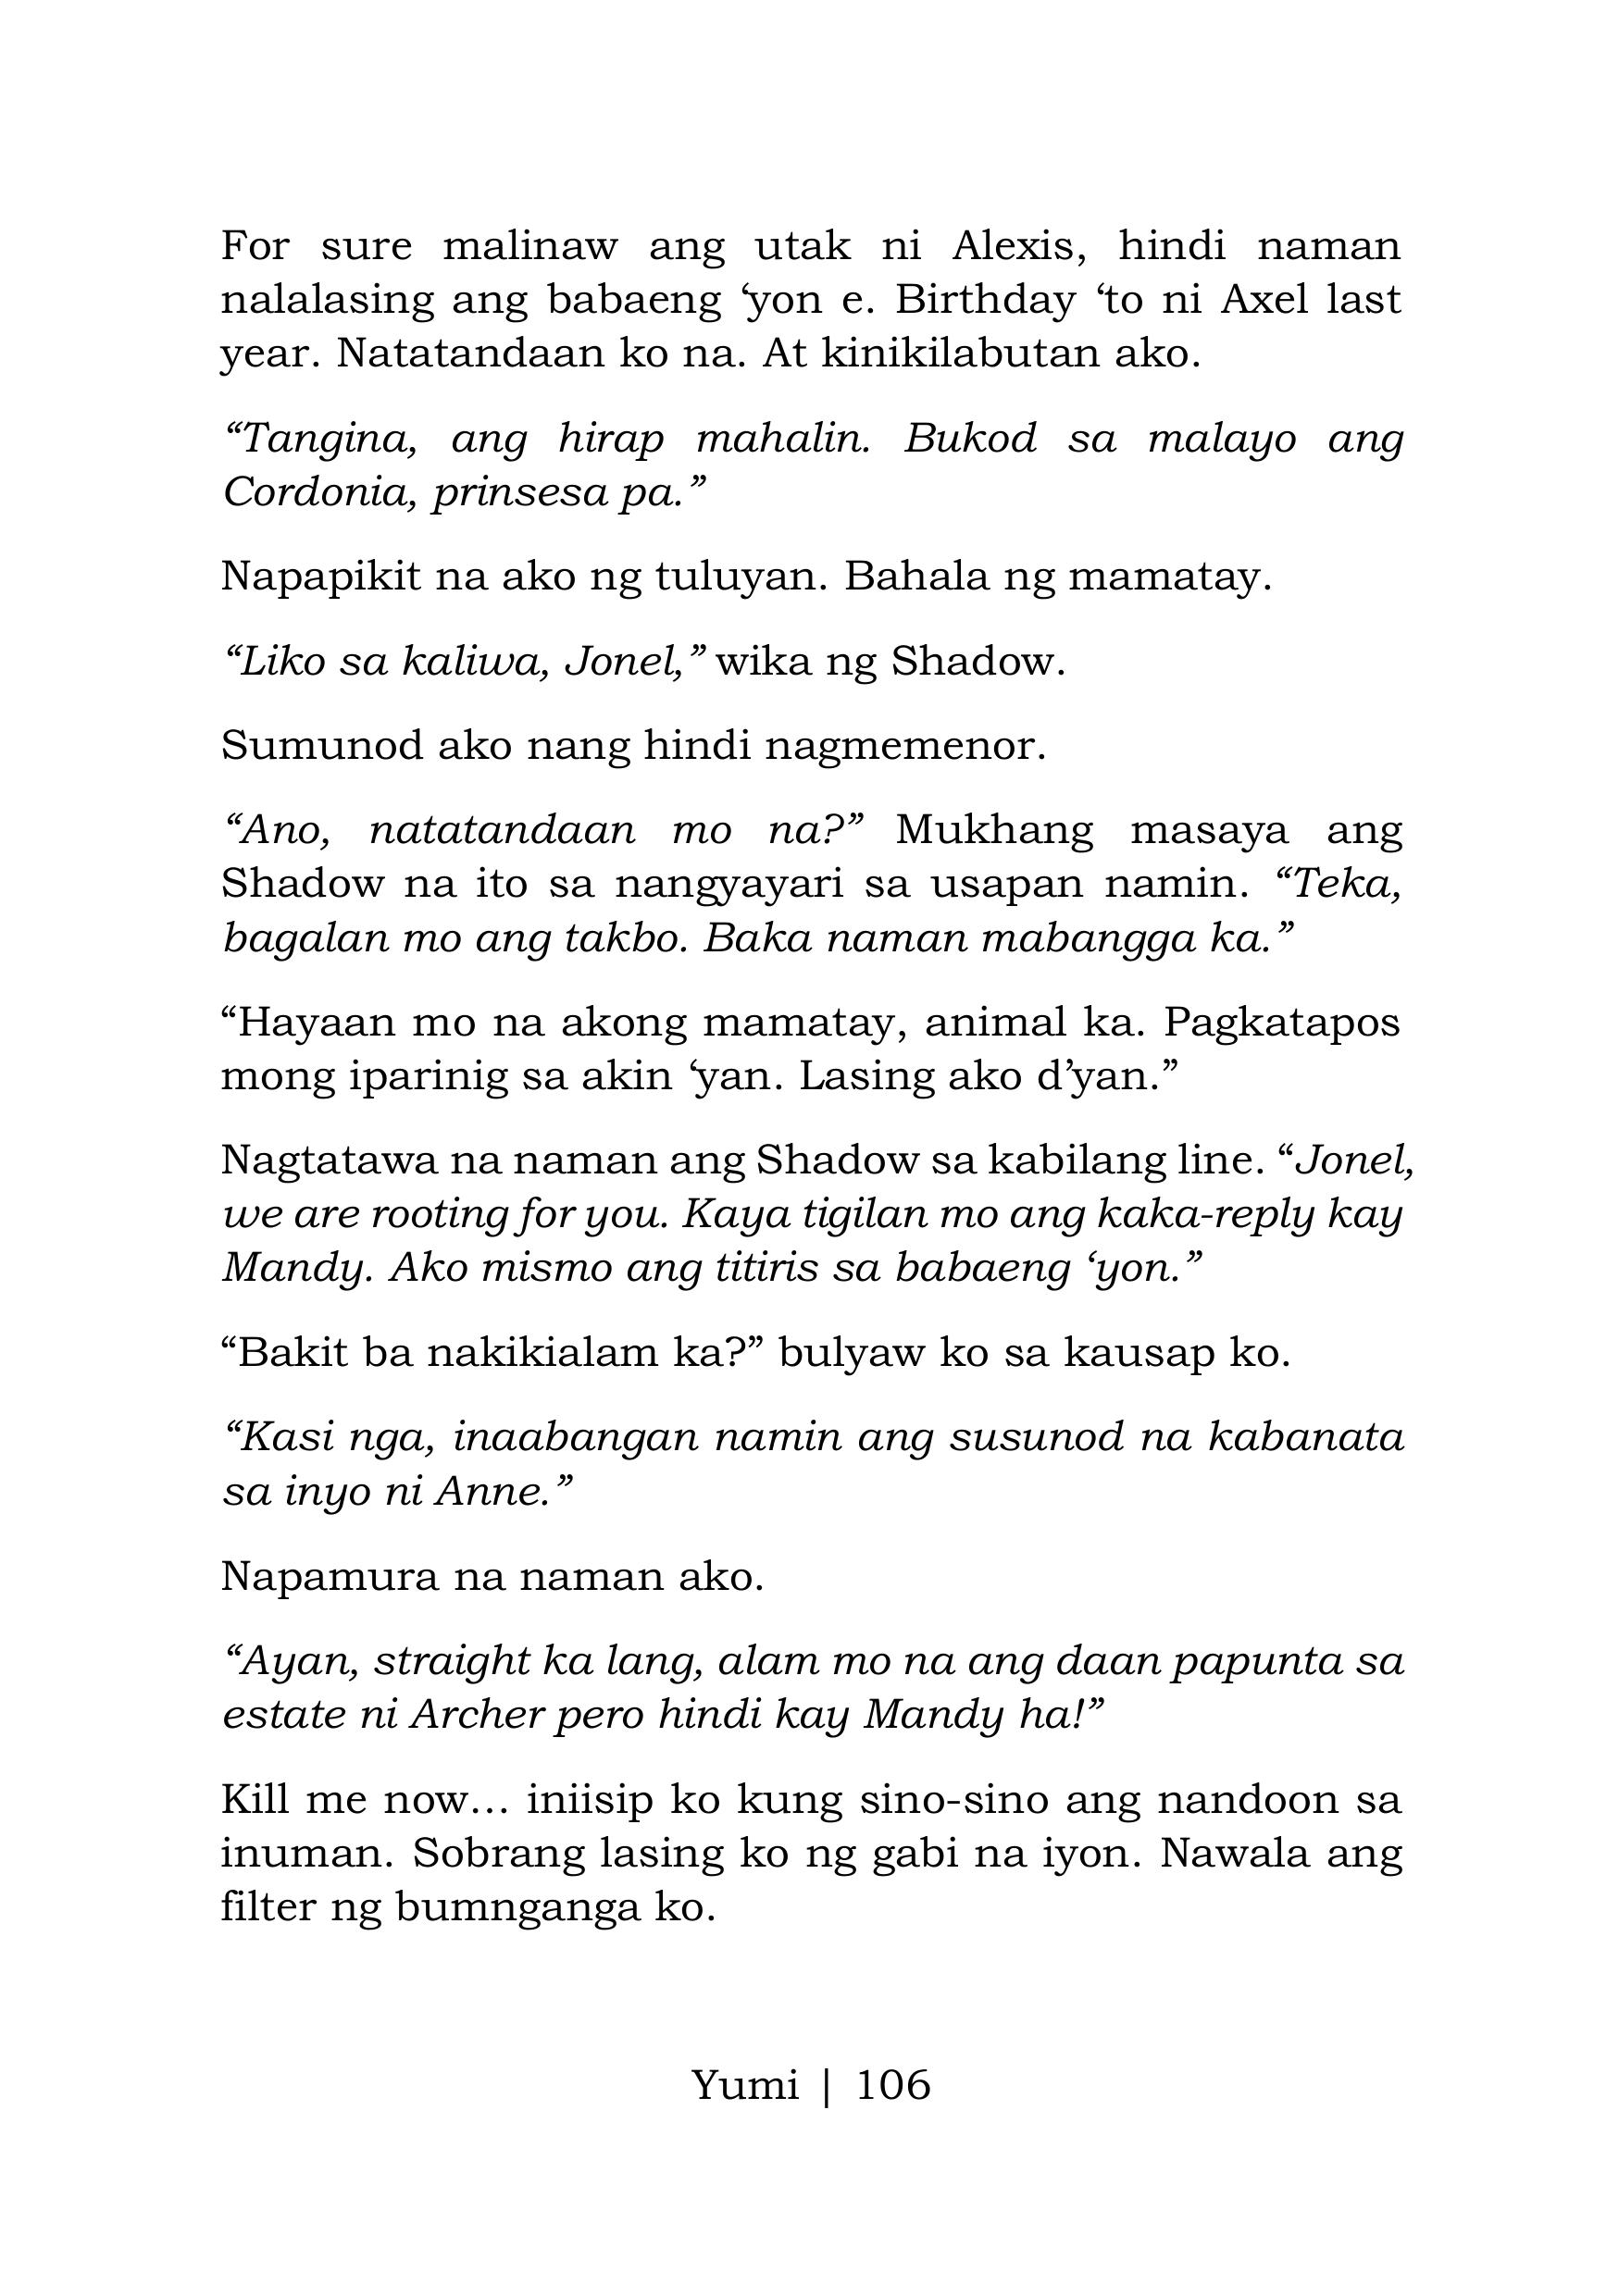 For sure malinaw ang utak ni Alexis, hindi naman
nalalasing ang babaeng ‘yon e. Birthday ‘to ni Axel last
year. Natatandaan ko na. At kinikilabutan ako.
“Tangina, ang hirap mahalin. Bukod sa malayo ang
Cordonia, prinsesa pa.”
Napapikit na ako ng tuluyan. Bahala ng mamatay.
“Liko sa kaliwa, Jonel,” wika ng Shadow.
Sumunod ako nang hindi nagmemenor.
“Ano, natatandaan mo na?” Mukhang masaya ang
Shadow na ito sa nangyayari sa usapan namin. “Teka,
bagalan mo ang takbo. Baka naman mabangga ka.”
“Hayaan mo na akong mamatay, animal ka. Pagkatapos
mong iparinig sa akin ‘yan. Lasing ako d’yan.”
Nagtatawa na naman ang Shadow sa kabilang line. “Jonel,
we are rooting for you. Kaya tigilan mo ang kaka-reply kay
Mandy. Ako mismo ang titiris sa babaeng ‘yon.”
“Bakit ba nakikialam ka?” bulyaw ko sa kausap ko.
“Kasi nga, inaabangan namin ang susunod na kabanata
sa inyo ni Anne.”
Napamura na naman ako.
“Ayan, straight ka lang, alam mo na ang daan papunta sa
estate ni Archer pero hindi kay Mandy ha!”
Kill me now… iniisip ko kung sino-sino ang nandoon sa
inuman. Sobrang lasing ko ng gabi na iyon. Nawala ang
filter ng bumnganga ko.
Yumi | 106